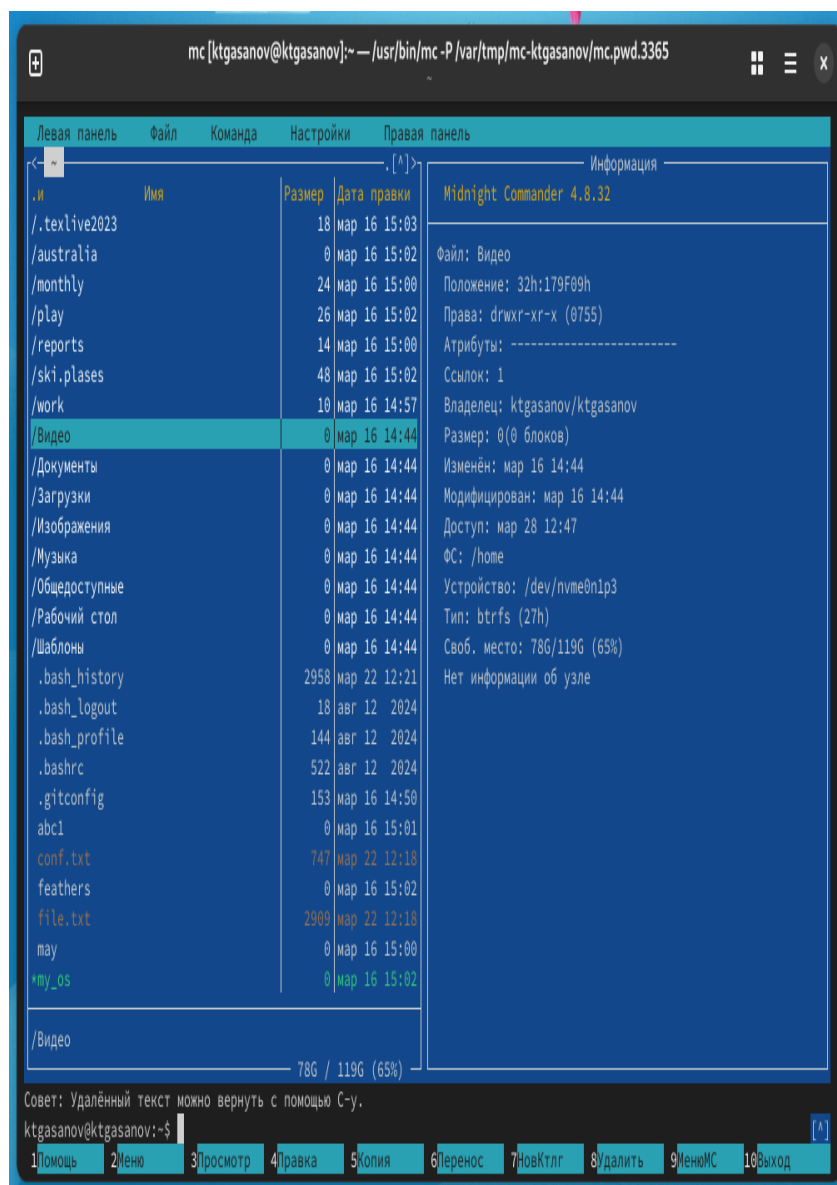 mc [ktgasanov@ktgasanov]:~ — /usr/bin/mc -P /var/tmp/mc-ktgasanov/mc.pwd.3365
~
Левая панель Файл Команда Настройки Правая панель
<- ~ .[^]>
.и Имя Размер Дата правки
/.texlive2023 18 мар 16 15:03
/australia 0 мар 16 15:02
/monthly 24 мар 16 15:00
/play 26 мар 16 15:02
/reports 14 мар 16 15:00
/ski.plases 48 мар 16 15:02
/work 10 мар 16 14:57
/Видео 0 мар 16 14:44
/Документы 0 мар 16 14:44
/Загрузки 0 мар 16 14:44
/Изображения 0 мар 16 14:44
/Музыка 0 мар 16 14:44
/Общедоступные 0 мар 16 14:44
/Рабочий стол 0 мар 16 14:44
/Шаблоны 0 мар 16 14:44
.bash_history 2958 мар 22 12:21
.bash_logout 18 авг 12 2024
.bash_profile 144 авг 12 2024
.bashrc 522 авг 12 2024
.gitconfig 153 мар 16 14:50
abc1 0 мар 16 15:01
conf.txt 747 мар 22 12:18
feathers 0 мар 16 15:02
file.txt 2909 мар 22 12:18
may 0 мар 16 15:00
*my_os 0 мар 16 15:02
/Видео
78G / 119G (65%)
Информация
Midnight Commander 4.8.32
Файл: Видео
Положение: 32h:179F09h
Права: drwxr-xr-x (0755)
Атрибуты: -------------------------
Ссылок: 1
Владелец: ktgasanov/ktgasanov
Размер: 0(0 блоков)
Изменён: мар 16 14:44
Модифицирован: мар 16 14:44
Доступ: мар 28 12:47
ФС: /home
Устройство: /dev/nvme0n1p3
Тип: btrfs (27h)
Своб. место: 78G/119G (65%)
Нет информации об узле
Совет: Удалённый текст можно вернуть с помощью C-y.
ktgasanov@ktgasanov:~$ [^]
1Помощь 2Меню 3Просмотр 4Правка 5Копия 6Перенос 7НовКтлг 8Удалить 9МенюMC 10Выход